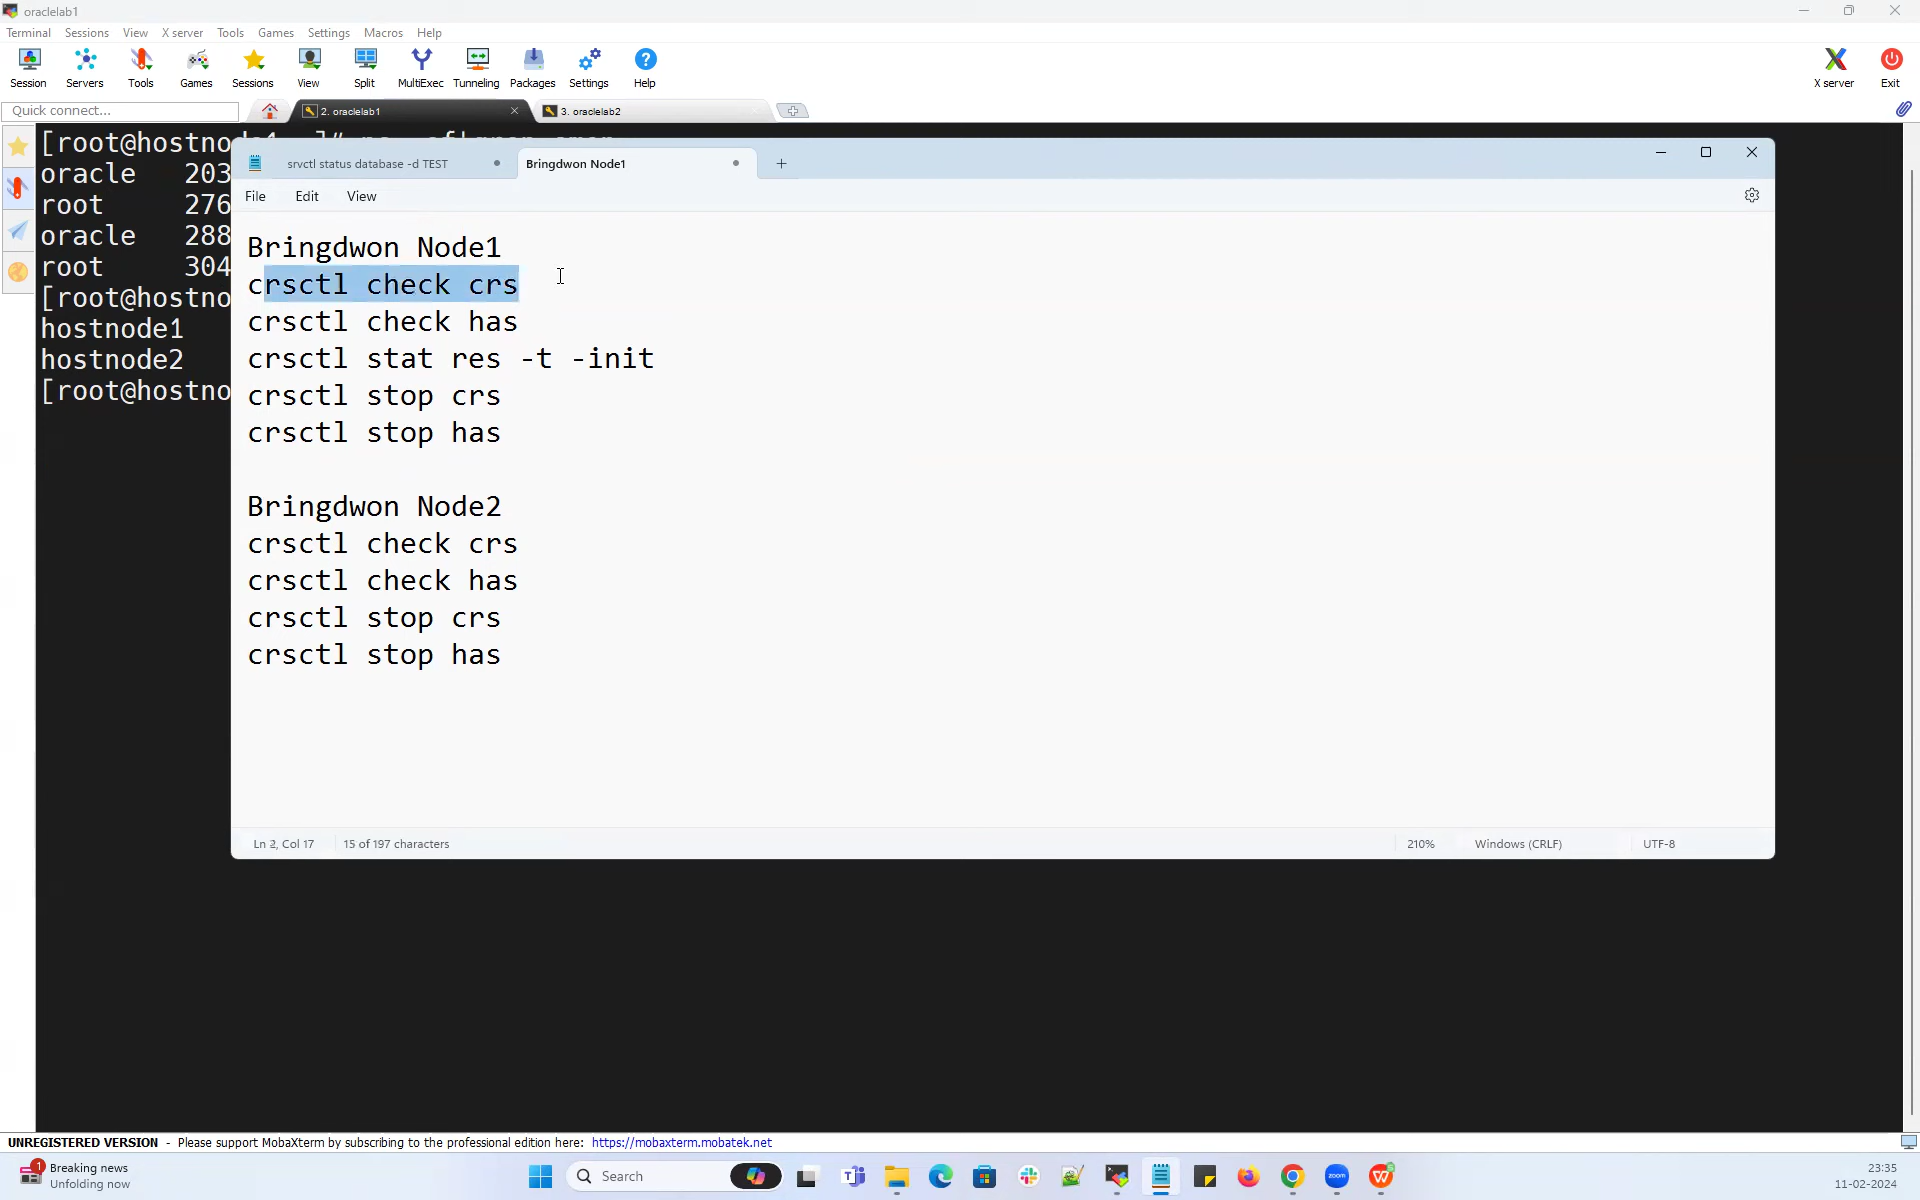 oraclelab1
Terminal Sessions View X server Tools Games Settings Macros Help
Session Servers Tools Games Sessions View Split MultiExec Tunneling Packages Settings Help X server Exit
Quick connect... 2. oraclelab1 3. oraclelab2
[root@hostnode1
oracle 203
root 276
oracle 288
root 304
[root@hostno
hostnode1
hostnode2
[root@hostno
srvctl status database -d TEST Bringdwon Node1
File Edit View
Bringdwon Node1
crsctl check crs
crsctl check has
crsctl stat res -t -init
crsctl stop crs
crsctl stop has
Bringdwon Node2
crsctl check crs
crsctl check has
crsctl stop crs
crsctl stop has
Ln 2, Col 17 15 of 197 characters 210% Windows (CRLF) UTF-8
UNREGISTERED VERSION - Please support MobaXterm by subscribing to the professional edition here: https://mobaxterm.mobatek.net
1 Breaking news
Unfolding now
Search
zoom
23:35
11-02-2024